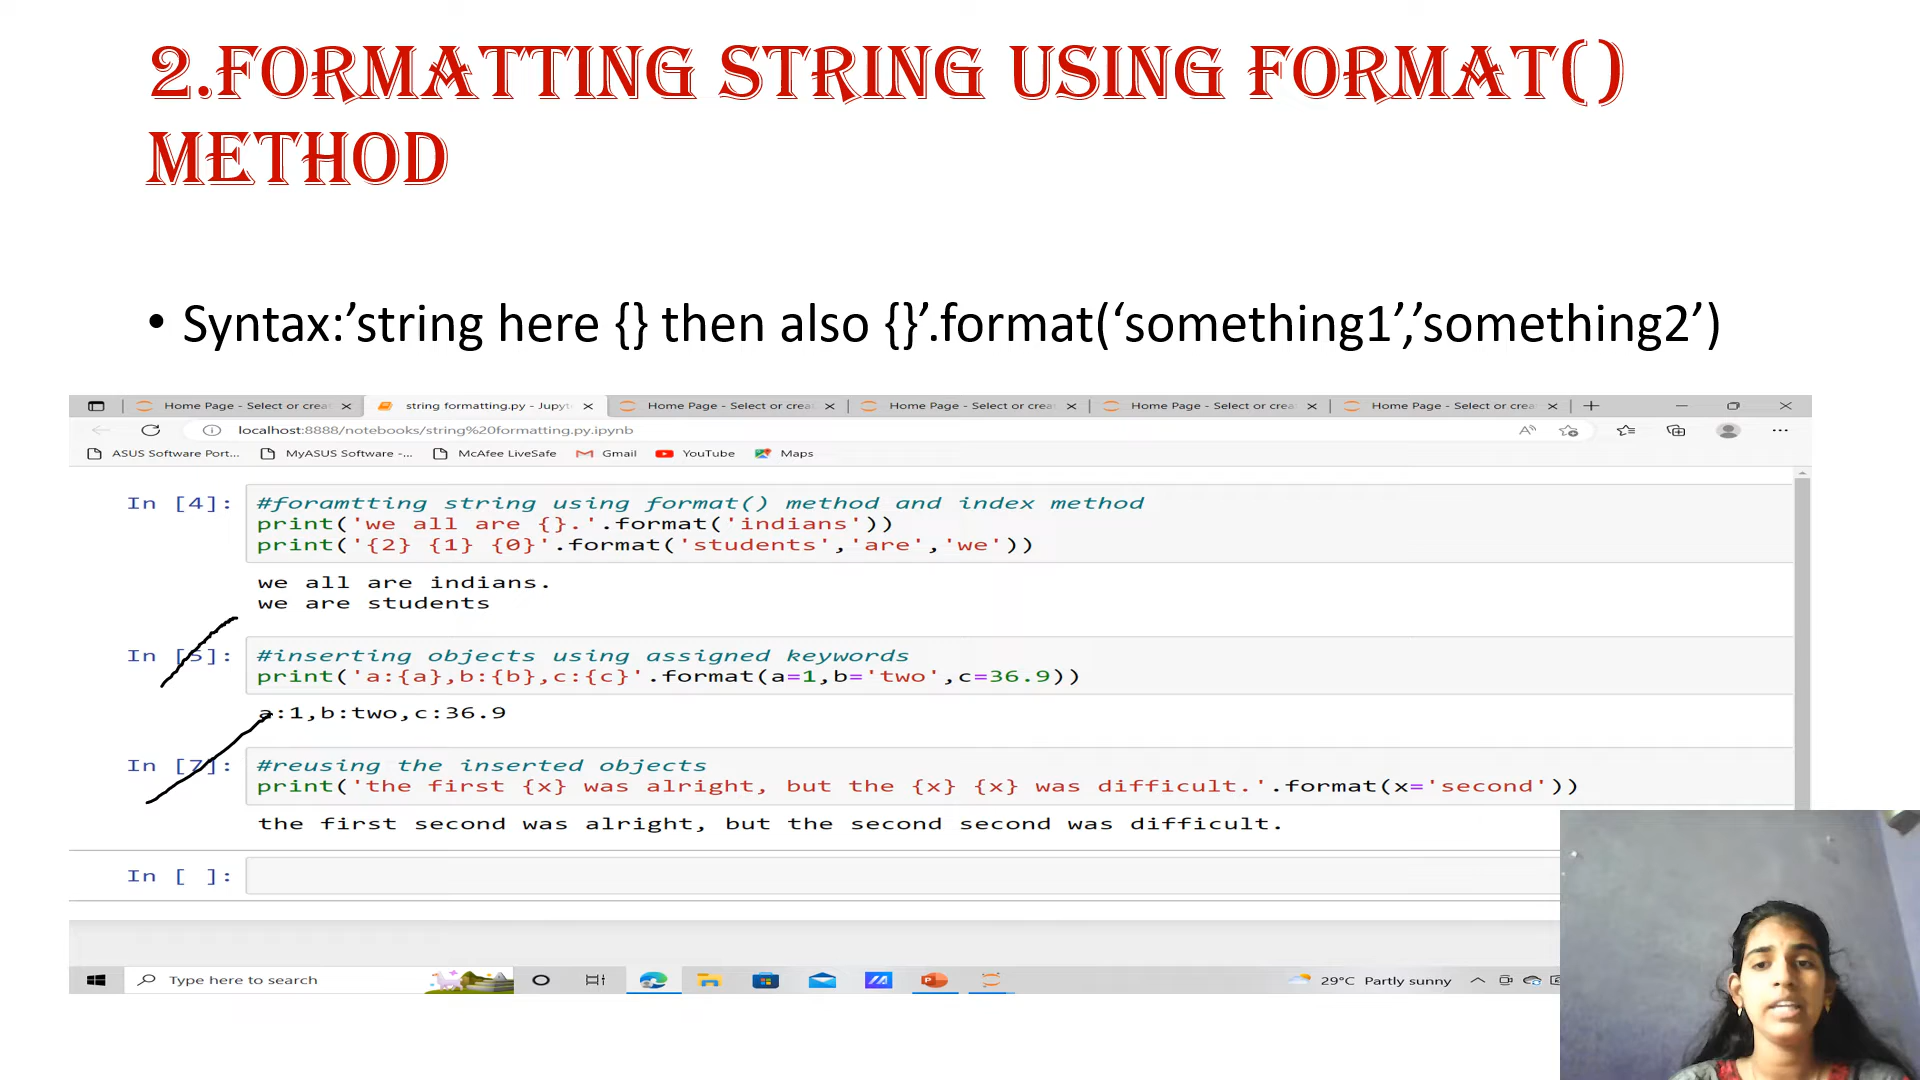 2.FORMATTING STRING USING FORMAT()
METHOD
• Syntax:’string here {} then also {}’.format(‘something1’,’something2’)
Home Page - Select or crea string formatting.py - Jupyt Home Page - Select or crea Home Page - Select or crea Home Page - Select or crea Home Page - Select or crea
localhost:8888/notebooks/string%20formatting.py.ipynb
ASUS Software Port... MyASUS Software -... McAfee LiveSafe Gmail YouTube Maps
In [4]: #foramtting string using format() method and index method
print('we all are {}.'.format('indians'))
print('{2} {1} {0}'.format('students','are','we'))
we all are indians.
we are students
In [5]: #inserting objects using assigned keywords
print('a:{a},b:{b},c:{c}'.format(a=1,b='two',c=36.9))
a:1,b:two,c:36.9
In [7]: #reusing the inserted objects
print('the first {x} was alright, but the {x} {x} was difficult.'.format(x='second'))
the first second was alright, but the second second was difficult.
In [ ]:
Type here to search 29°C Partly sunny